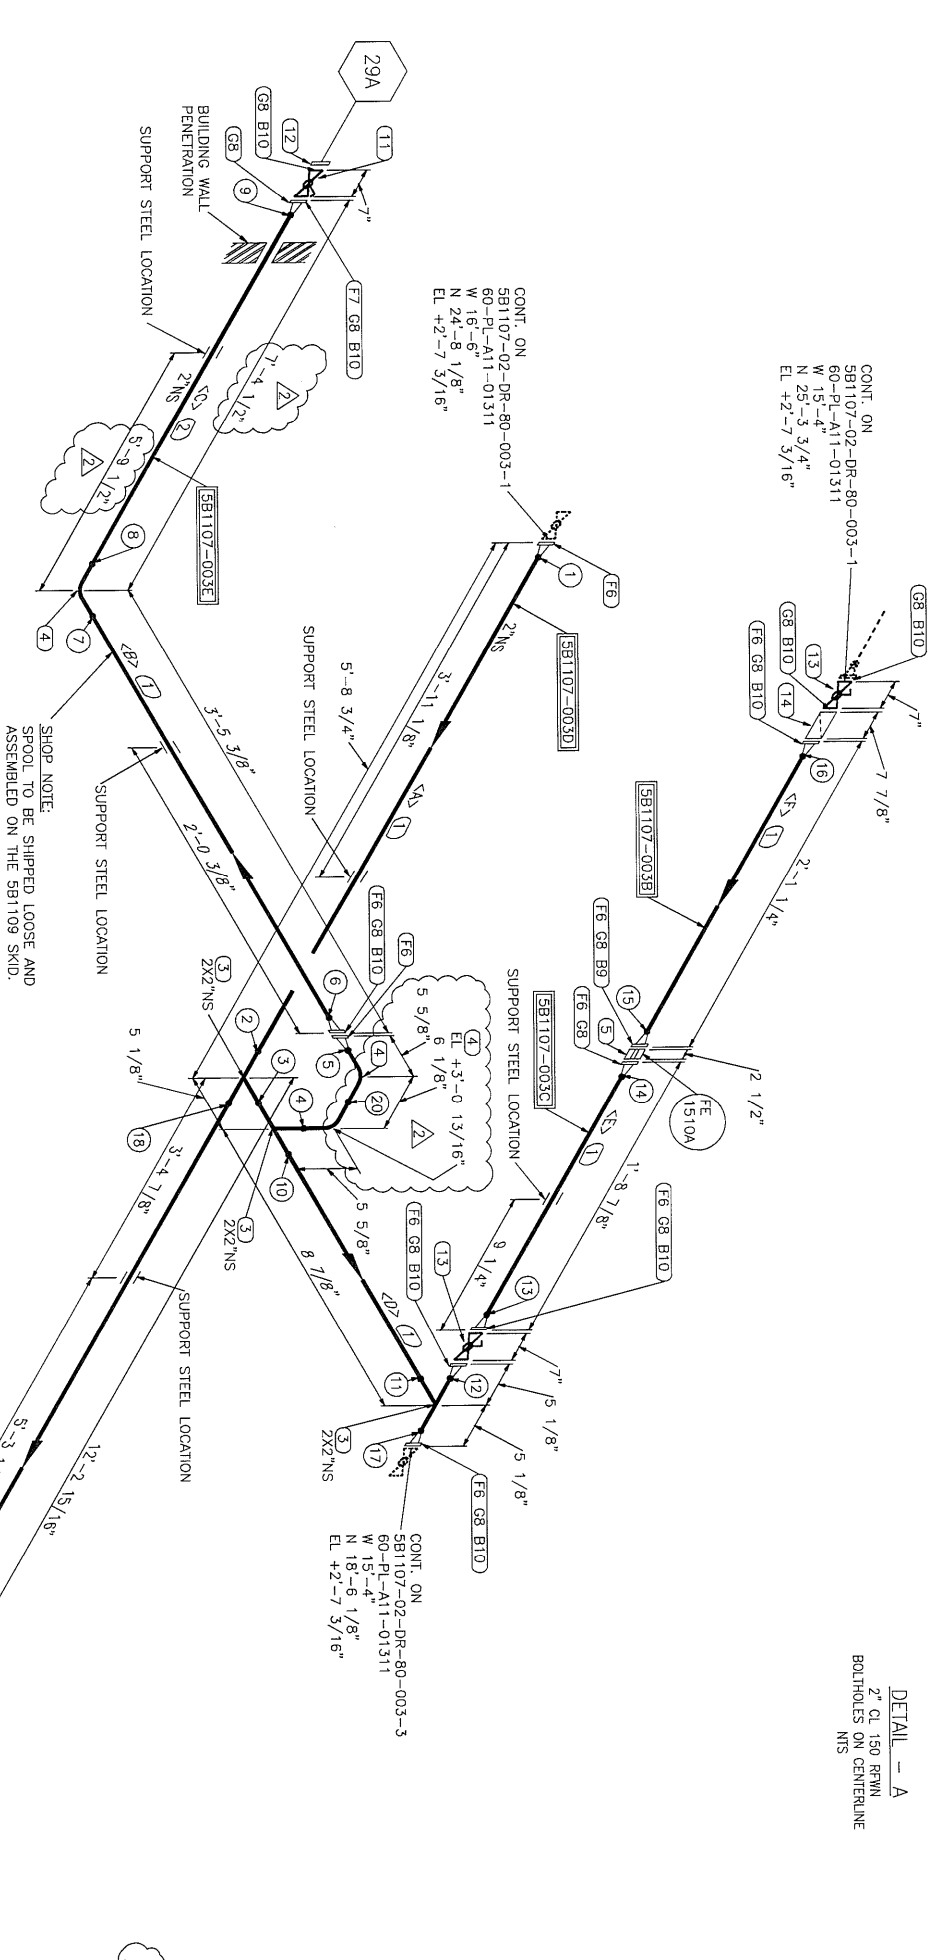 DETAIL - A
2" CL 150 RFWN
BOLTHOLES ON CENTERLINE
NTS
G8 B10
CONT. ON
5B1107-02-DR-80-003-1
60-PL-A11-01311
W 15'-4"
N 25'-3 3/4"
EL +2'-7 3/16"
13
G8 B10
14
F6 G8 B10
7"
7 7/8"
16
<F> 1
2'-1 1/4"
5B1107-003B
F6 G8 B9
15
5
F6 G8
14
FE
1510A
2 1/2"
5B1107-003C
<E> 1
1'-8 7/8"
SUPPORT STEEL LOCATION
9 1/4"
F6 G8 B10
13
13
F6 G8 B10
12
7"
5 1/8"
5 1/8"
17
F6 G8 B10
3
2X2"NS
11
CONT. ON
5B1107-02-DR-80-003-3
60-PL-A11-01311
W 15'-4"
N 18'-6 1/8"
EL +2'-7 3/16"
CONT. ON
5B1107-02-DR-80-003-1
60-PL-A11-01311
W 16'-6"
N 24'-8 1/8"
EL +2'-7 3/16"
F6
1
2"NS
5B1107-003D
3'-11 1/8"
5'-8 3/4"
<A> 1
SUPPORT STEEL LOCATION
29A
11
12
G8 B10
G8
9
7"
F7 G8 B10
BUILDING WALL
PENETRATION
SUPPORT STEEL LOCATION
2
7'-4 1/2"
2"NS
<C> 2
2
5'-9 1/2"
5B1107-003E
8
4
7
<B> 1
3'-5 3/8"
2'-0 3/8"
SUPPORT STEEL LOCATION
SHOP NOTE:
SPOOL TO BE SHIPPED LOOSE AND
ASSEMBLED ON THE 5B1109 SKID.
F6
F6 G8 B10
6
5
4
5 5/8"
4
EL +3'-0 13/16"
6 1/8"
20
2
3
2X2"NS
2
3
4
10
5 5/8"
5 1/8"
18
3
2X2"NS
8 7/8"
<D> 1
3'-4 7/8"
SUPPORT STEEL LOCATION
12'-2 15/16"
5'-3